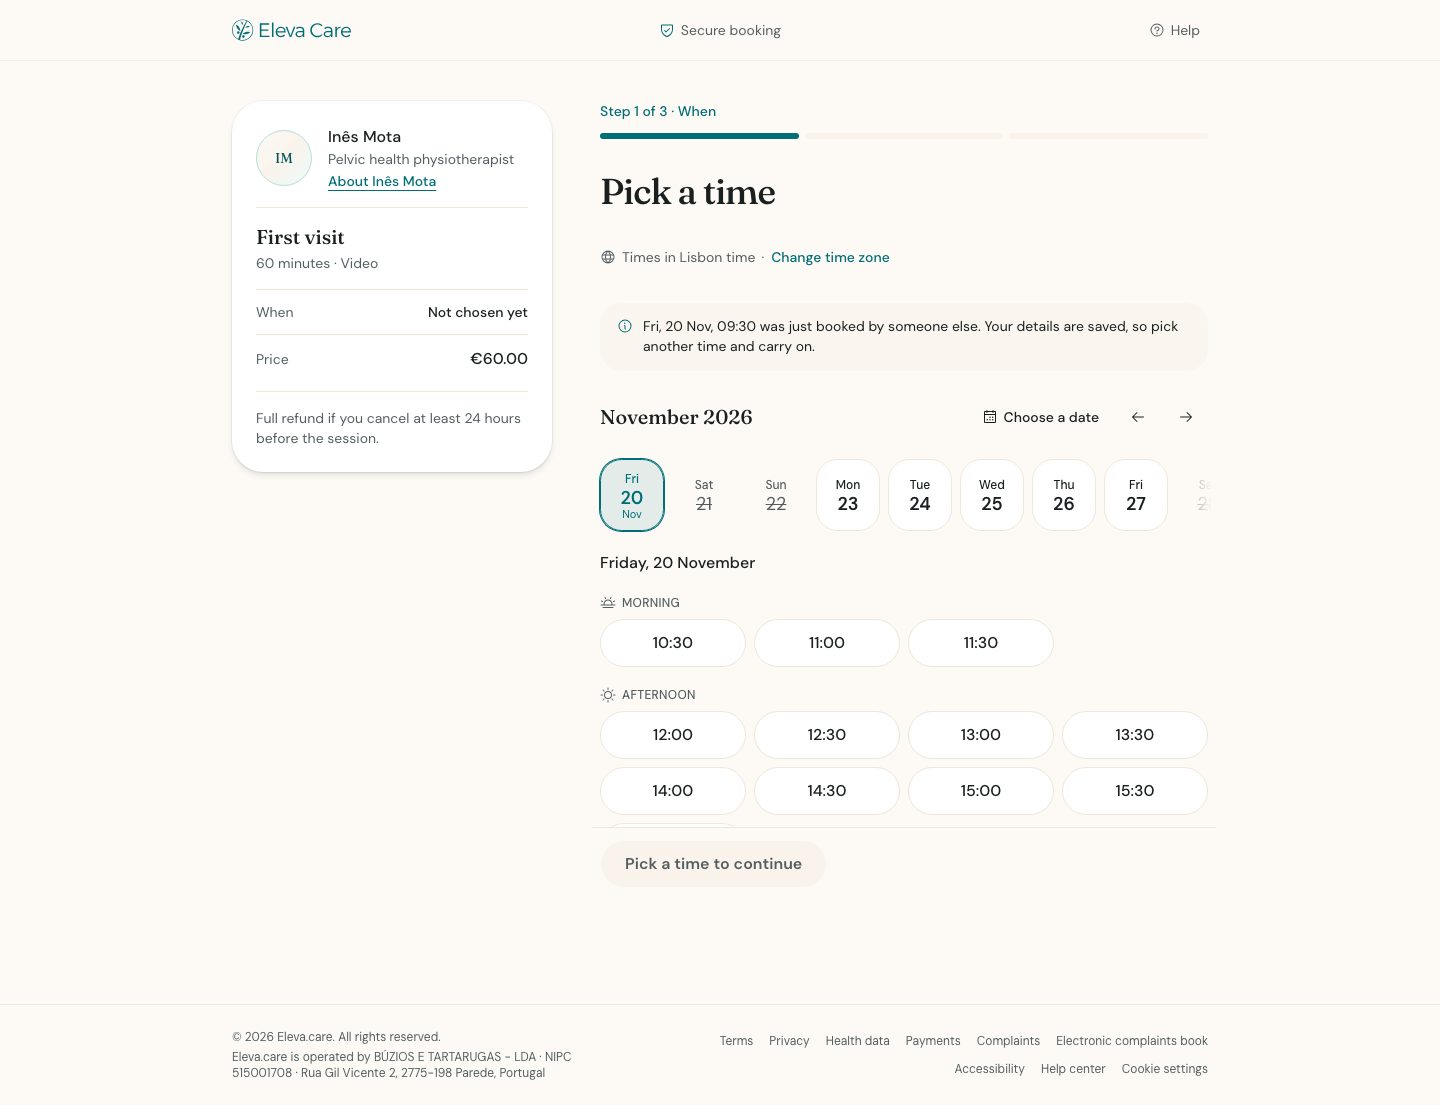 Eleva Care
Secure booking
Help
IM
Inês Mota
Pelvic health physiotherapist
About Inês Mota
First visit
60 minutes · Video
When
Not chosen yet
Price
€60.00
Full refund if you cancel at least 24 hours
before the session.
Step 1 of 3 · When
Pick a time
Times in Lisbon time · Change time zone
Fri, 20 Nov, 09:30 was just booked by someone else. Your details are saved, so pick
another time and carry on.
November 2026
Choose a date
Fri
20
Nov
Sat
21
Sun
22
Mon
23
Tue
24
Wed
25
Thu
26
Fri
27
Friday, 20 November
MORNING
10:30
11:00
11:30
AFTERNOON
12:00
12:30
13:00
13:30
14:00
14:30
15:00
15:30
Pick a time to continue
© 2026 Eleva.care. All rights reserved.
Eleva.care is operated by BÚZIOS E TARTARUGAS - LDA · NIPC
515001708 · Rua Gil Vicente 2, 2775-198 Parede, Portugal
Terms
Privacy
Health data
Payments
Complaints
Electronic complaints book
Accessibility
Help center
Cookie settings